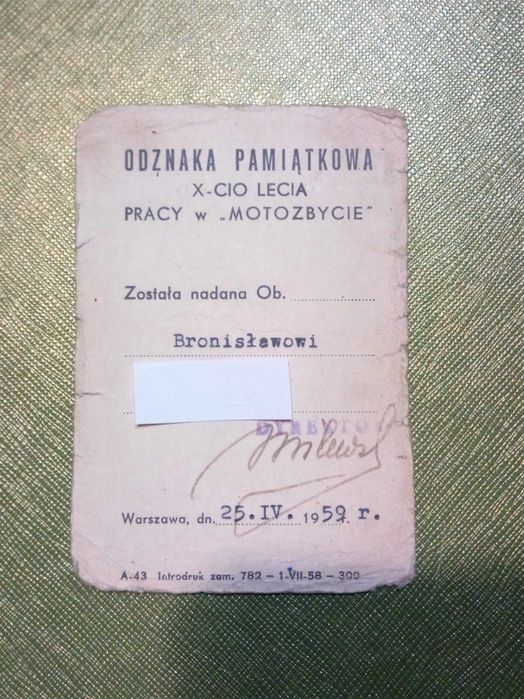 ODZNAKA PAMIĄTKOWA
X-CIO LECIA
PRACY w „MOTOZBYCIE"
Została nadana Ob.
Bronisławowi
DYREKTOR
Warszawa, dn. 25.IV. 1959 r.
A-43 Introdruk zam. 782 – 1-VII-58 – 300